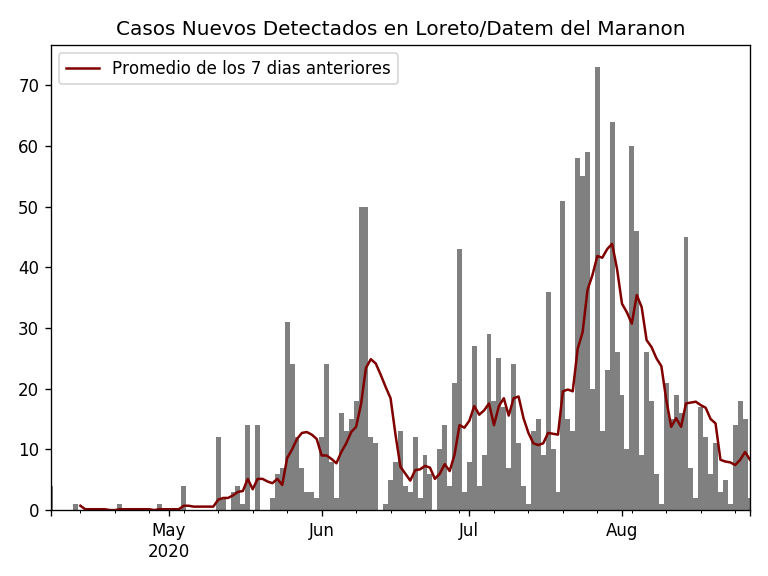 Casos Nuevos Detectados en Loreto/Datem del Maranon
Promedio de los 7 dias anteriores
70
60
50
40
30
20
10
0
May
2020
Jun
Jul
Aug